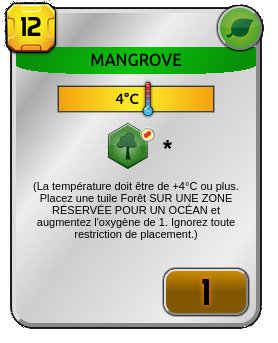 12
MANGROVE
4°C
*
(La température doit être de +4°C ou plus.
Placez une tuile Forêt SUR UNE ZONE
RÉSERVÉE POUR UN OCÉAN et
augmentez l'oxygène de 1. Ignorez toute
restriction de placement.)
1